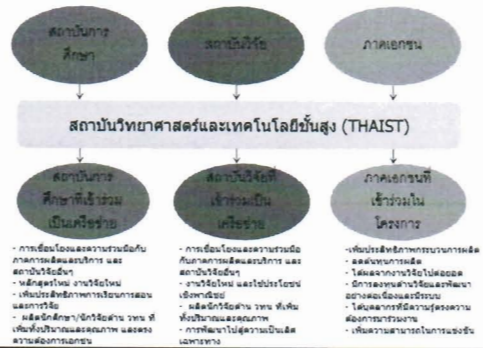 สถาบันการ
ศึกษา
สถาบันวิจัย
ภาคเอกชน
สถาบันวิทยาศาสตร์และเทคโนโลยีขั้นสูง (THAIST)
สถาบันการ
ศึกษาที่เข้าร่วม
เป็นเครือข่าย
สถาบันวิจัยที่
เข้าร่วมเป็น
เครือข่าย
ภาคเอกชนที่
เข้าร่วมใน
โครงการ
- การเชื่อมโยงและความร่วมมือกับ
ภาคการผลิตและบริการ และ
สถาบันวิจัยอื่นๆ
- หลักสูตรใหม่ งานวิจัยใหม่
- เพิ่มประสิทธิภาพการเรียนการสอน
และการวิจัย
- ผลิตนักศึกษา/นักวิจัยด้าน วทน ที่
เพิ่มทั้งปริมาณและคุณภาพ และตรง
ความต้องการเอกชน
- การเชื่อมโยงและความร่วมมือ
กับภาคการผลิตและบริการ และ
สถาบันวิจัยอื่นๆ
- งานวิจัยใหม่ และใช้ประโยชน์
เชิงพาณิชย์
- ผลิตนักวิจัยด้าน วทน ที่เพิ่ม
ทั้งปริมาณและคุณภาพ
- การพัฒนาไปสู่ความเป็นเลิศ
เฉพาะทาง
-เพิ่มประสิทธิภาพกระบวนการผลิต
- ลดต้นทุนการผลิต
- ได้ผลจากงานวิจัยไปต่อยอด
- มีการลงทุนด้านวิจัยและพัฒนา
อย่างต่อเนื่องและมีระบบ
- ได้บุคลากรที่มีความรู้ตรงความ
ต้องการมาร่วมงาน
- เพิ่มความสามารถในการแข่งขัน